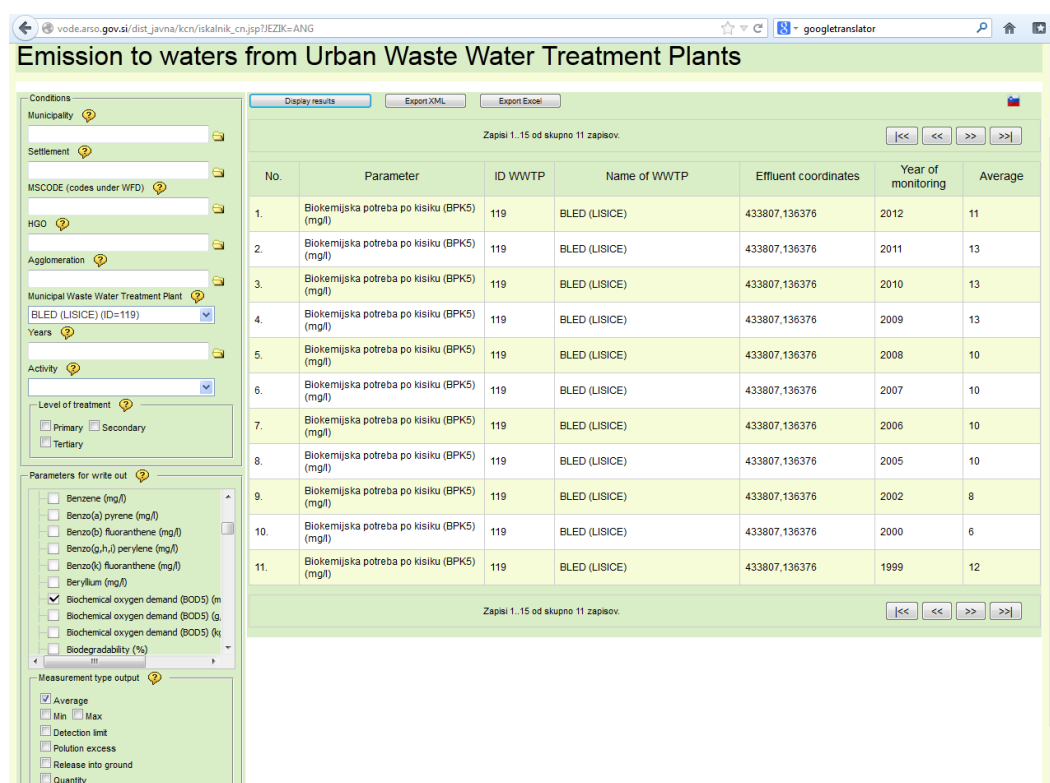 vode.arso.gov.si/dist_javna/kcn/iskalnik_cn.jsp?JEZIK=ANG
googletranslator
Emission to waters from Urban Waste Water Treatment Plants
Conditions
Municipality
Settlement
MSCODE (codes under WFD)
HGO
Agglomeration
Municipal Waste Water Treatment Plant
BLED (LISICE) (ID=119)
Years
Activity
Level of treatment
Primary Secondary
Tertiary
Parameters for write out
Benzene (mg/l)
Benzo(a) pyrene (mg/l)
Benzo(b) fluoranthene (mg/l)
Benzo(g,h,i) perylene (mg/l)
Benzo(k) fluoranthene (mg/l)
Beryllium (mg/l)
Biochemical oxygen demand (BOD5) (m
Biochemical oxygen demand (BOD5) (g,
Biochemical oxygen demand (BOD5) (kg
Biodegradability (%)
Measurement type output
Average
Min Max
Detection limit
Polution excess
Release into ground
Quantity
Display results Export XML Export Excel
Zapisi 1..15 od skupno 11 zapisov.
|<< << >> >>|
No. Parameter ID WWTP Name of WWTP Effluent coordinates Year of monitoring Average
1. Biokemijska potreba po kisiku (BPK5) (mg/l) 119 BLED (LISICE) 433807,136376 2012 11
2. Biokemijska potreba po kisiku (BPK5) (mg/l) 119 BLED (LISICE) 433807,136376 2011 13
3. Biokemijska potreba po kisiku (BPK5) (mg/l) 119 BLED (LISICE) 433807,136376 2010 13
4. Biokemijska potreba po kisiku (BPK5) (mg/l) 119 BLED (LISICE) 433807,136376 2009 13
5. Biokemijska potreba po kisiku (BPK5) (mg/l) 119 BLED (LISICE) 433807,136376 2008 10
6. Biokemijska potreba po kisiku (BPK5) (mg/l) 119 BLED (LISICE) 433807,136376 2007 10
7. Biokemijska potreba po kisiku (BPK5) (mg/l) 119 BLED (LISICE) 433807,136376 2006 10
8. Biokemijska potreba po kisiku (BPK5) (mg/l) 119 BLED (LISICE) 433807,136376 2005 10
9. Biokemijska potreba po kisiku (BPK5) (mg/l) 119 BLED (LISICE) 433807,136376 2002 8
10. Biokemijska potreba po kisiku (BPK5) (mg/l) 119 BLED (LISICE) 433807,136376 2000 6
11. Biokemijska potreba po kisiku (BPK5) (mg/l) 119 BLED (LISICE) 433807,136376 1999 12
Zapisi 1..15 od skupno 11 zapisov.
|<< << >> >>|